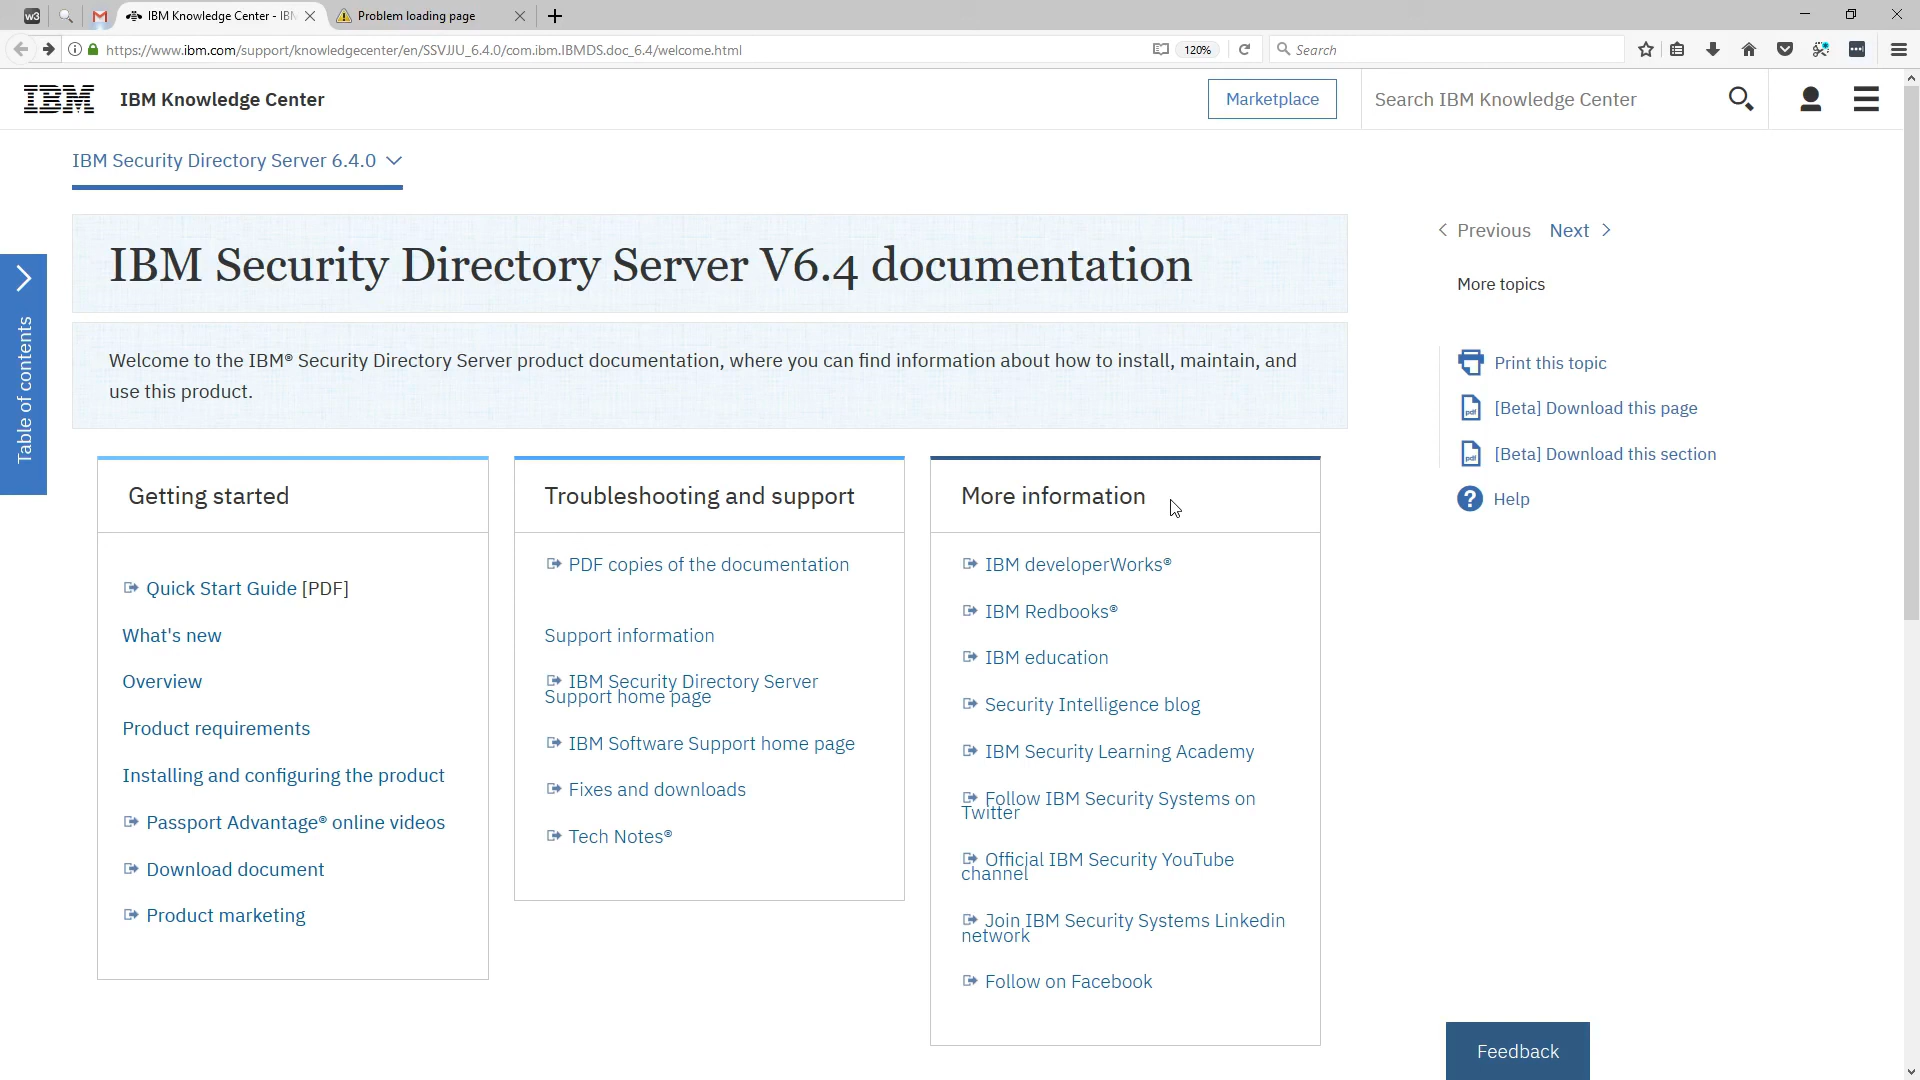 w3
IBM Knowledge Center - IBM
Problem loading page
https://www.ibm.com/support/knowledgecenter/en/SSVJJU_6.4.0/com.ibm.IBMDS.doc_6.4/welcome.html
120%
Search
IBM
IBM Knowledge Center
Marketplace
Search IBM Knowledge Center
IBM Security Directory Server 6.4.0
IBM Security Directory Server V6.4 documentation
Welcome to the IBM® Security Directory Server product documentation, where you can find information about how to install, maintain, and
use this product.
Table of contents
Previous Next
More topics
Print this topic
[Beta] Download this page
[Beta] Download this section
Help
Getting started
Quick Start Guide [PDF]
What's new
Overview
Product requirements
Installing and configuring the product
Passport Advantage® online videos
Download document
Product marketing
Troubleshooting and support
PDF copies of the documentation
Support information
IBM Security Directory Server
Support home page
IBM Software Support home page
Fixes and downloads
Tech Notes®
More information
IBM developerWorks®
IBM Redbooks®
IBM education
Security Intelligence blog
IBM Security Learning Academy
Follow IBM Security Systems on
Twitter
Official IBM Security YouTube
channel
Join IBM Security Systems Linkedin
network
Follow on Facebook
Feedback